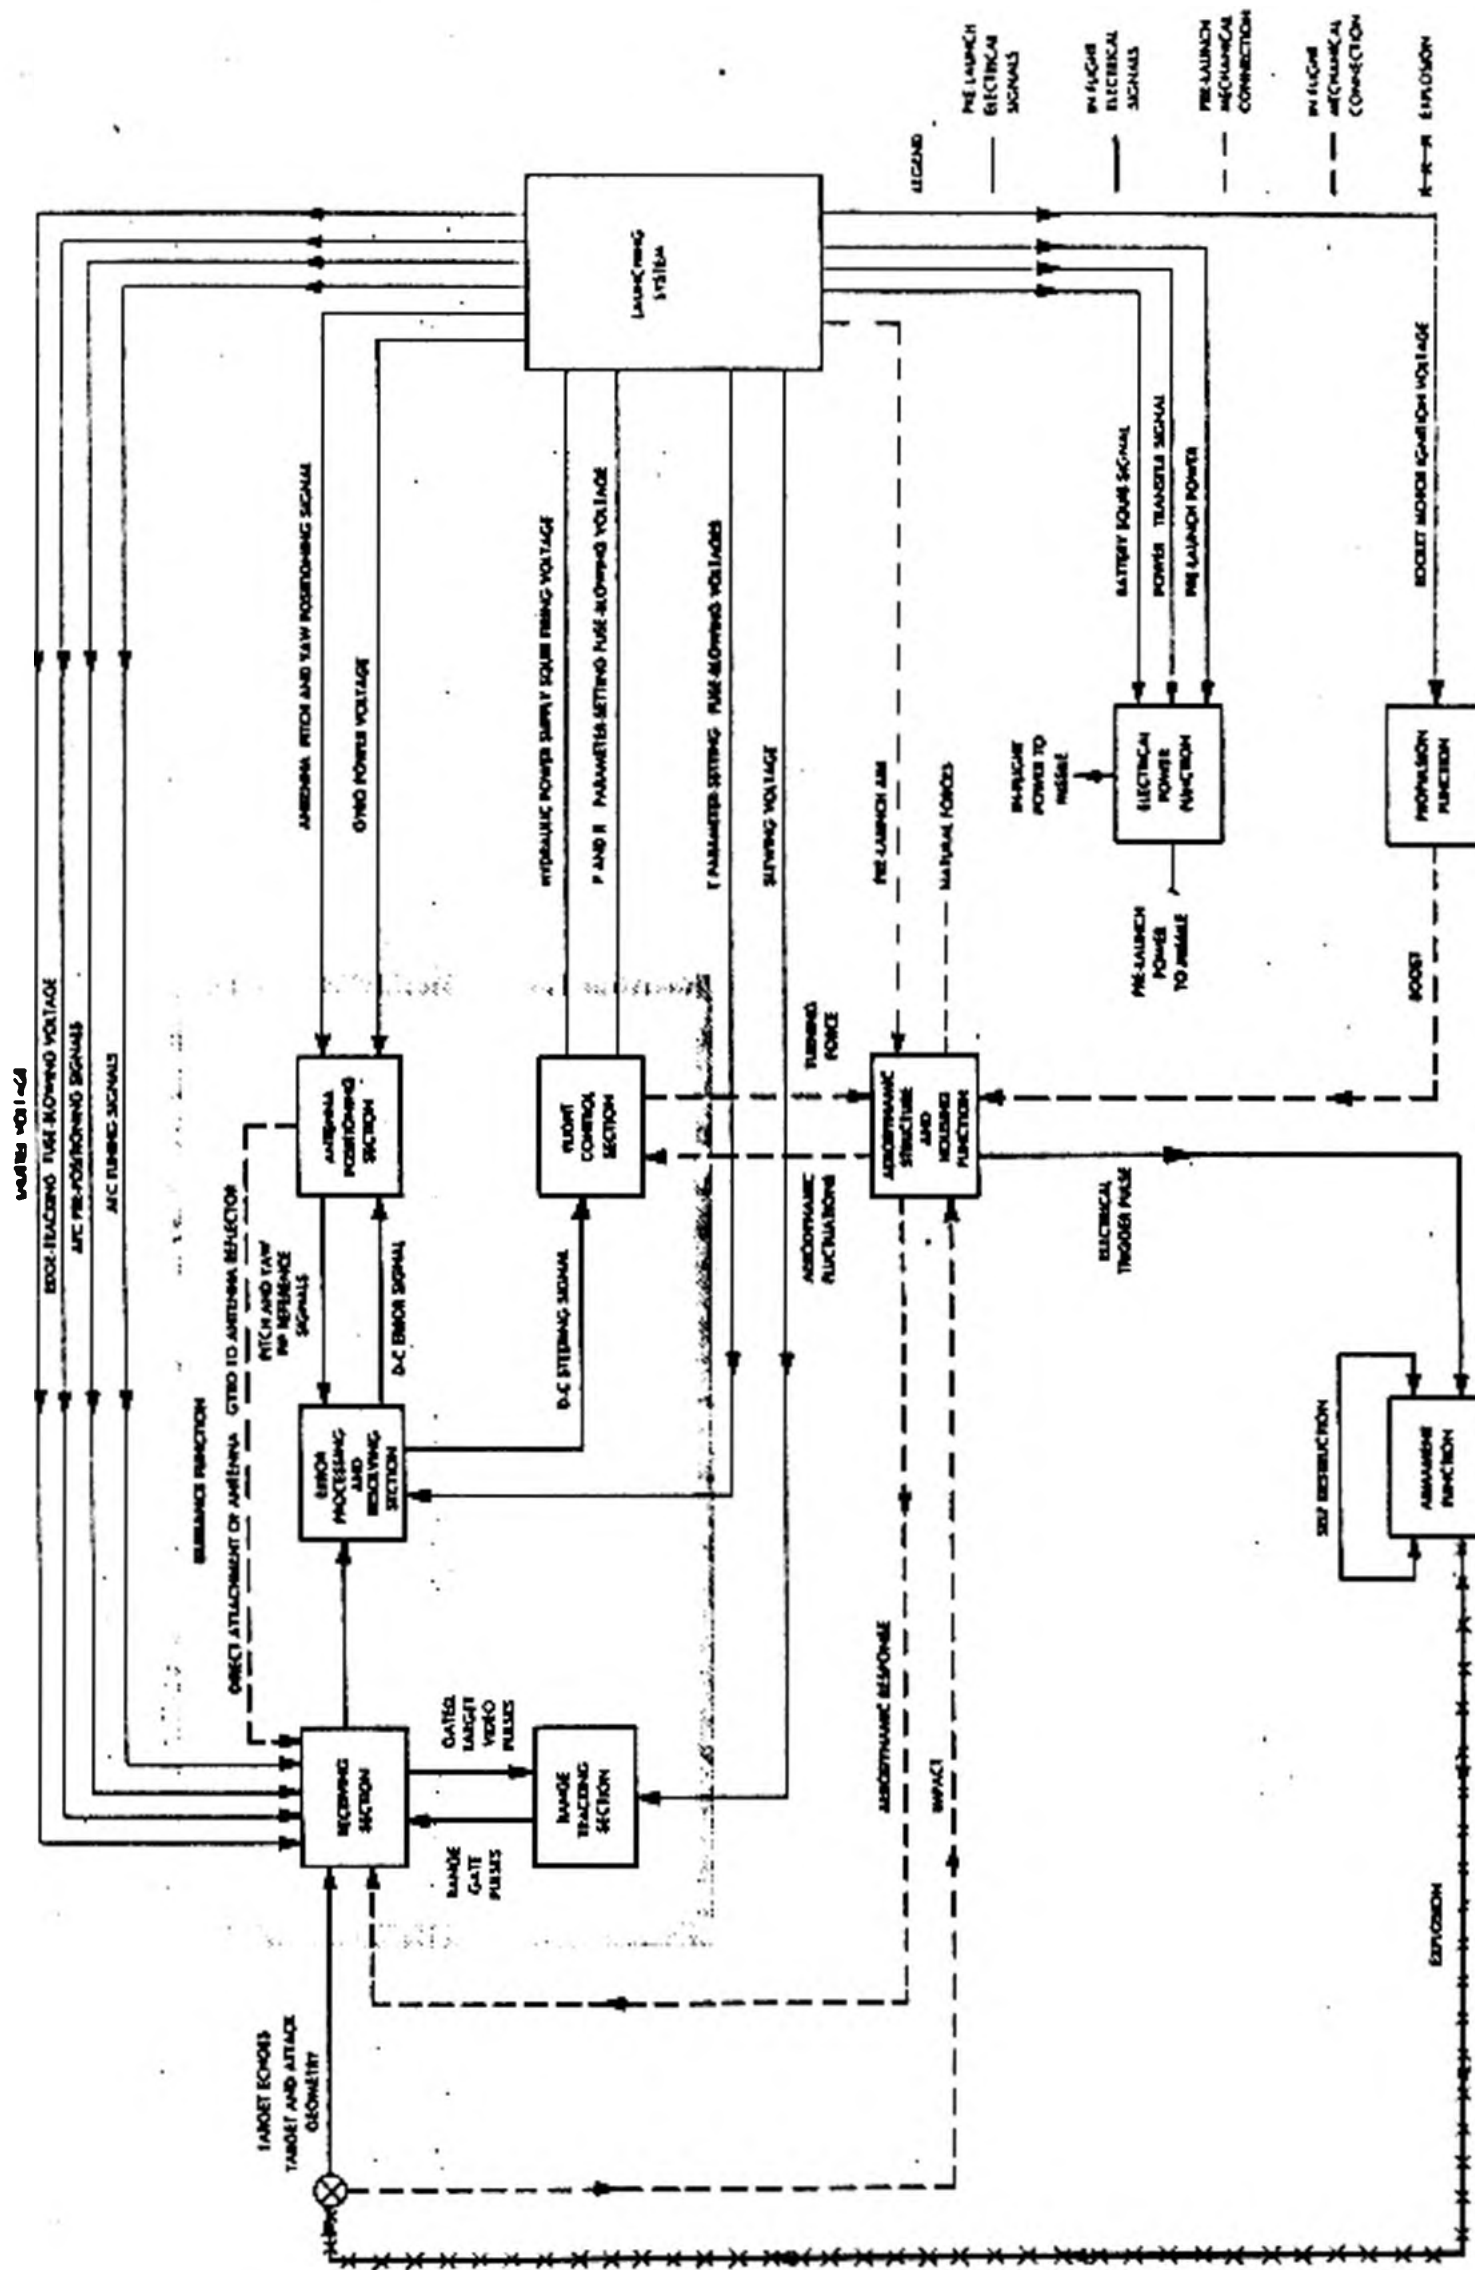 TARGET ECHOES
TARGET AND ATTACK
GEOMETRY
GUIDANCE FUNCTION
DIRECT ATTACHMENT OF ANTENNA GYRO TO ANTENNA REFLECTOR
PITCH AND YAW
PIP REFERENCE
SIGNALS
EDGE-TRACKING FUSE-BLOWING VOLTAGE
AFC PRE-POSITIONING SIGNALS
AFC TUNING SIGNALS
RECEIVING
SECTION
ERROR
PROCESSING
AND
RESOLVING
SECTION
D-C ERROR SIGNAL
ANTENNA
POSITIONING
SECTION
ANTENNA PITCH AND YAW POSITIONING SIGNAL
GYRO POWER VOLTAGE
GATED
TARGET
VIDEO
PULSES
RANGE
GATE
PULSES
RANGE
TRACKING
SECTION
D-C STEERING SIGNAL
FLIGHT
CONTROL
SECTION
HYDRAULIC POWER SUPPLY SQUIB FIRING VOLTAGE
PARAMETER-SETTING FUSE-BLOWING VOLTAGE
PARAMETER-SETTING FUSE-BLOWING VOLTAGES
SLEWING VOLTAGE
LAUNCHING
SYSTEM
AERODYNAMIC
FLUCTUATIONS
TURNING
FORCE
AERODYNAMIC
STRUCTURE
AND
HOUSING
FUNCTION
PRE-LAUNCH AIR
NATURAL FORCES
AERODYNAMIC RESPONSE
IMPACT
ELECTRICAL
TRIGGER PULSE
BATTERY SQUIB SIGNAL
POWER TRANSFER SIGNAL
PRE-LAUNCH POWER
IN-FLIGHT
POWER TO
MISSILE
ELECTRICAL
POWER
FUNCTION
PRE-LAUNCH
POWER
TO MISSILE
BOOST
PROPULSION
FUNCTION
ROCKET MOTOR IGNITION VOLTAGE
SELF DESTRUCTION
ARMAMENT
FUNCTION
EXPLOSION
LEGEND
PRE LAUNCH
ELECTRICAL
SIGNALS
IN FLIGHT
ELECTRICAL
SIGNALS
PRE-LAUNCH
MECHANICAL
CONNECTION
IN FLIGHT
MECHANICAL
CONNECTION
EXPLOSION